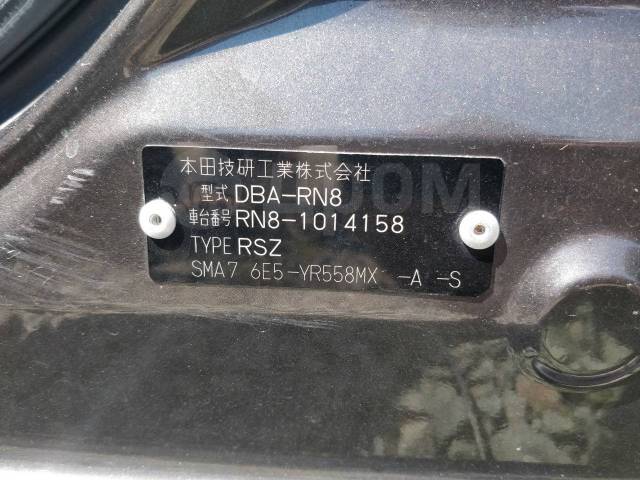 本田技研工業株式会社
型式 DBA-RN8
車台番号 RN8-1014158
TYPE RSZ
SMA7 6E5-YR558MX -A -S